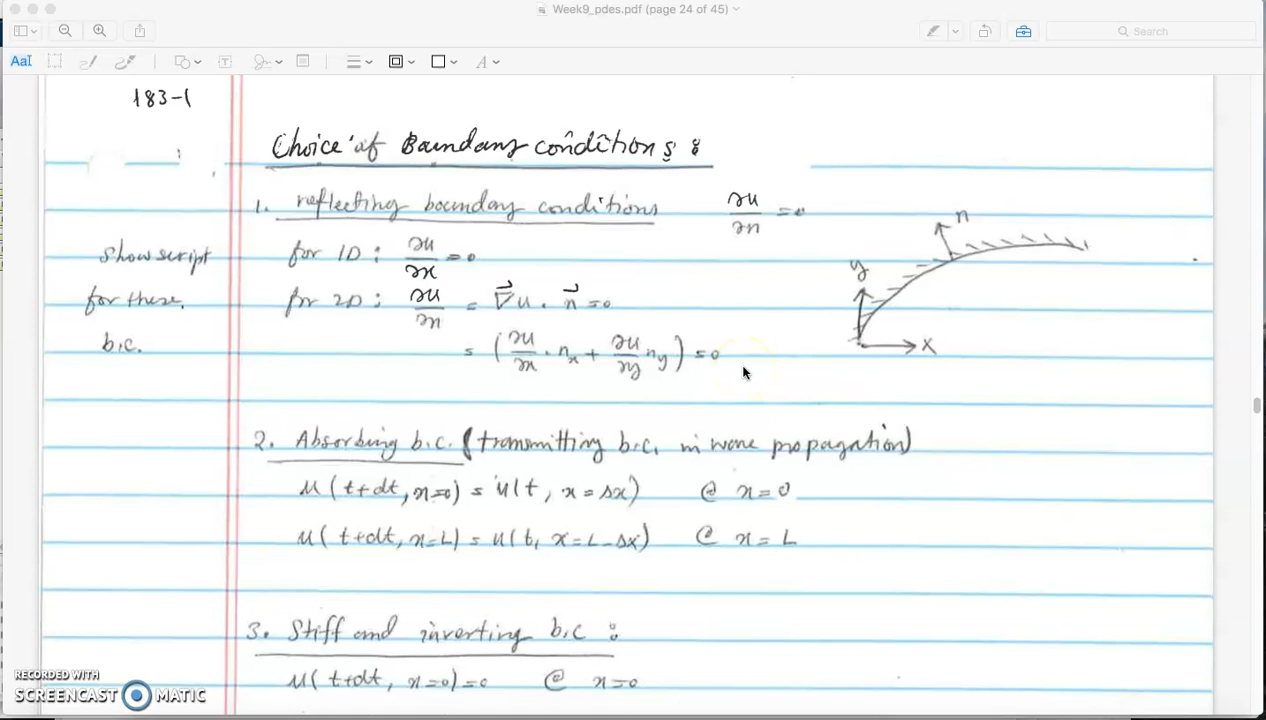 Week9_pdes.pdf (page 24 of 45)
Search
AaI
T
A
183-1
Choice of Boundary conditions :
1. reflecting boundary conditions ∂u/∂n = 0
n
show script
for these
b.c.
for 1D : ∂u/∂x = 0
y
for 2D : ∂u/∂n = ∇u · n = 0
= (∂u/∂x · nx + ∂u/∂y ny) = 0
x
2. Absorbing b.c. (transmitting b.c. in wave propagation)
u(t+dt, x=0) = u(t, x=Δx) @ x=0
u(t+dt, x=L) = u(t, x=L-Δx) @ x=L
3. Stiff and inverting b.c :
u(t+dt, x=0)=0 @ x=0
RECORDED WITH
SCREENCAST MATIC